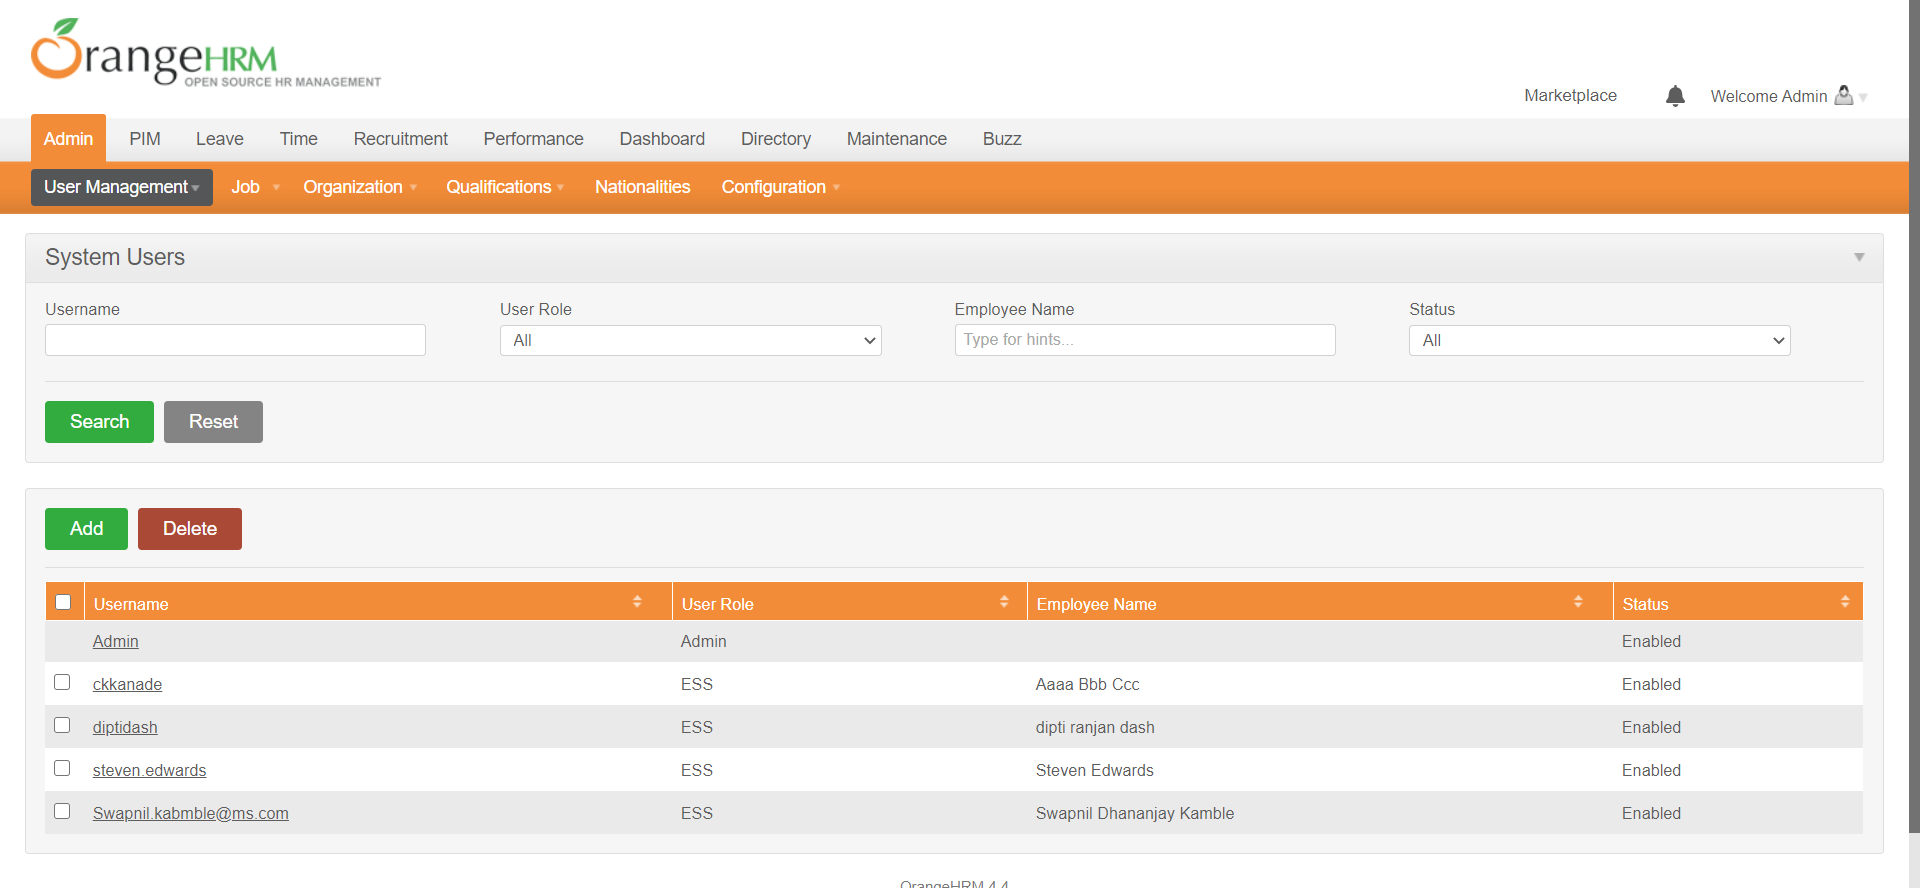 OrangeHRM
OPEN SOURCE HR MANAGEMENT
Marketplace Welcome Admin
Admin PIM Leave Time Recruitment Performance Dashboard Directory Maintenance Buzz
User Management Job Organization Qualifications Nationalities Configuration
System Users
Username User Role Employee Name Status
All Type for hints... All
Search Reset
Add Delete
Username User Role Employee Name Status
Admin Admin Enabled
ckkanade ESS Aaaa Bbb Ccc Enabled
diptidash ESS dipti ranjan dash Enabled
steven.edwards ESS Steven Edwards Enabled
Swapnil.kabmble@ms.com ESS Swapnil Dhananjay Kamble Enabled
OrangeHRM 4.4